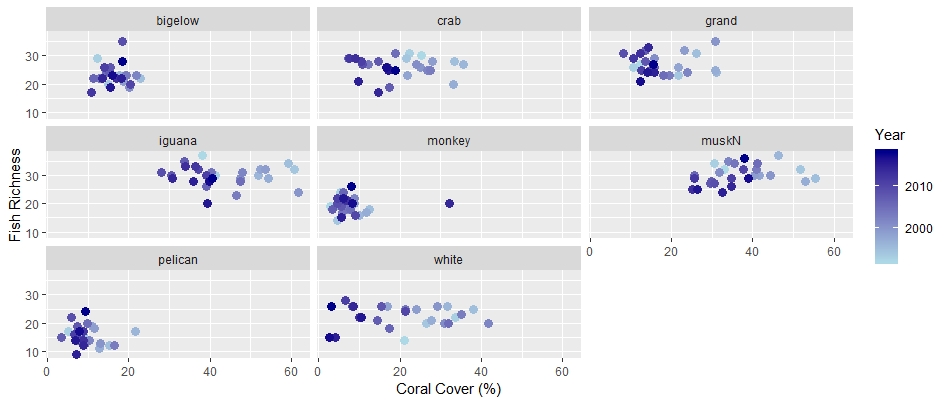 bigelow crab grand
30
20
10
iguana monkey muskN
30
20
10
pelican white
30
20
10
0 20 40 60
0 20 40 60
0 20 40 60
Coral Cover (%)
Fish Richness
Year
2010
2000